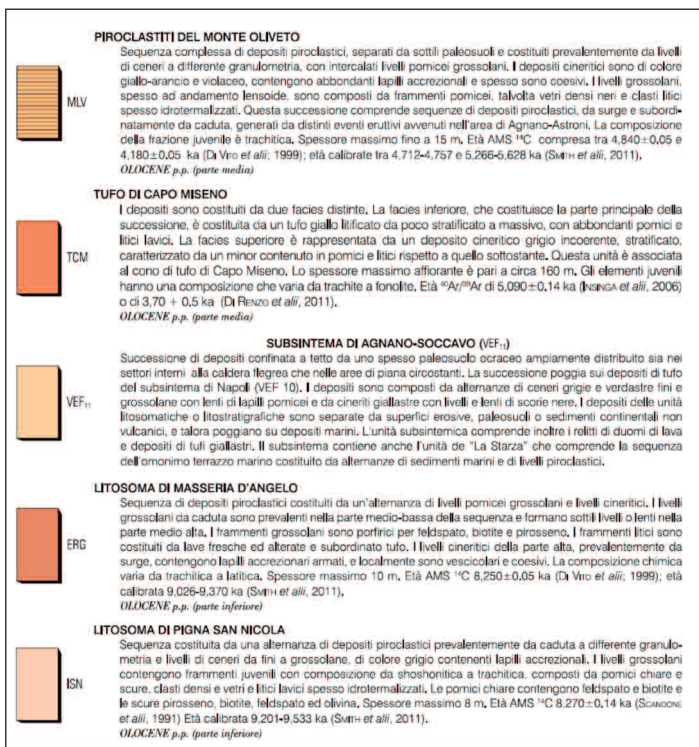 PIROCLASTITI DEL MONTE OLIVETO
Sequenza complessa di depositi piroclastici, separati da sottili paleosuoli e costituiti prevalentemente da livelli
di ceneri a differente granulometria, con intercalati livelli pomicei grossolani. I depositi cineritici sono di colore
giallo-arancio e violaceo, contengono abbondanti lapilli accrezionali e spesso sono coesivi. I livelli grossolani,
spesso ad andamento lensoide, sono composti da frammenti pomicei, talvolta vetri densi neri e clasti litici
MLV
spesso idrotermalizzati. Questa successione comprende sequenze di depositi piroclastici, da surge e subordi-
natamente da caduta, generati da distinti eventi eruttivi avvenuti nell'area di Agnano-Astroni. La composizione
della frazione juvenile è trachitica. Spessore massimo fino a 15 m. Età AMS ¹⁴C compresa tra 4,840±0.05 e
4,180±0.05 ka (Di Vito et alii; 1999); età calibrate tra 4.712-4,757 e 5,266-5,628 ka (Smith et alii, 2011).
OLOCENE p.p. (parte media)
TUFO DI CAPO MISENO
I depositi sono costituiti da due facies distinte. La facies inferiore, che costituisce la parte principale della
successione, è costituita da un tufo giallo litificato da poco stratificato a massivo, con abbondanti pomici e
litici lavici. La facies superiore è rappresentata da un deposito cineritico grigio incoerente, stratificato,
TCM
caratterizzato da un minor contenuto in pomici e litici rispetto a quello sottostante. Questa unità è associata
al cono di tufo di Capo Miseno. Lo spessore massimo affiorante è pari a circa 160 m. Gli elementi juvenili
hanno una composizione che varia da trachite a fonolite. Età ⁴⁰Ar/³⁹Ar di 5,090±0.14 ka (Insinga et alii, 2006)
o di 3,70 + 0,5 ka (Di Renzo et alii, 2011).
OLOCENE p.p. (parte media)
SUBSINTEMA DI AGNANO-SOCCAVO (VEF₁₁)
Successione di depositi confinata a tetto da uno spesso paleosuolo ocraceo ampiamente distribuito sia nei
settori interni alla caldera flegrea che nelle aree di piana circostanti. La successione poggia sui depositi di tufo
del subsintema di Napoli (VEF 10). I depositi sono composti da alternanze di ceneri grigie e verdastre fini e
grossolane con lenti di lapilli pomicei e da cineriti giallastre con livelli e lenti di scorie nere. I depositi delle unità
VEF₁₁
litosomatiche o litostratigrafiche sono separate da superfici erosive, paleosuoli o sedimenti continentali non
vulcanici, e talora poggiano su depositi marini. L'unità subsintemica comprende inoltre i relitti di duomi di lava
e depositi di tufi giallastri. Il subsintema contiene anche l'unità de "La Starza" che comprende la sequenza
dell'omonimo terrazzo marino costituito da alternanze di sedimenti marini e di livelli piroclastici.
LITOSOMA DI MASSERIA D'ANGELO
Sequenza di depositi piroclastici costituiti da un'alternanza di livelli pomicei grossolani e livelli cineritici. I livelli
grossolani da caduta sono prevalenti nella parte medio-bassa della sequenza e formano sottili livelli o lenti nella
parte medio alta. I frammenti grossolani sono porfirici per feldspato, biotite e pirosseno. I frammenti litici sono
costituiti da lave fresche ed alterate e subordinato tufo. I livelli cineritici della parte alta, prevalentemente da
ERG
surge, contengono lapilli accrezionali armati, e localmente sono vescicolari e coesivi. La composizione chimica
varia da trachitica a latitica. Spessore massimo 10 m. Età AMS ¹⁴C 8,250±0.05 ka (Di Vito et alii; 1999); età
calibrata 9,026-9,370 ka (Smith et alii, 2011).
OLOCENE p.p. (parte inferiore)
LITOSOMA DI PIGNA SAN NICOLA
Sequenza costituita da una alternanza di depositi piroclastici prevalentemente da caduta a differente granulo-
metria e livelli di ceneri da fini a grossolane, di colore grigio contenenti lapilli accrezionali. I livelli grossolani
contengono frammenti juvenili con composizione da shoshonitica a trachitica. composti da pomici chiare e
ISN
scure, clasti densi e vetri e litici lavici spesso idrotermalizzati. Le pomici chiare contengono feldspato e biotite e
le scure pirosseno, biotite, feldspato ed olivina. Spessore massimo 8 m. Età AMS ¹⁴C 8,270±0.14 ka (Scandone
et alii, 1991) Età calibrata 9,201-9,533 ka (Smith et alii, 2011).
OLOCENE p.p. (parte inferiore)